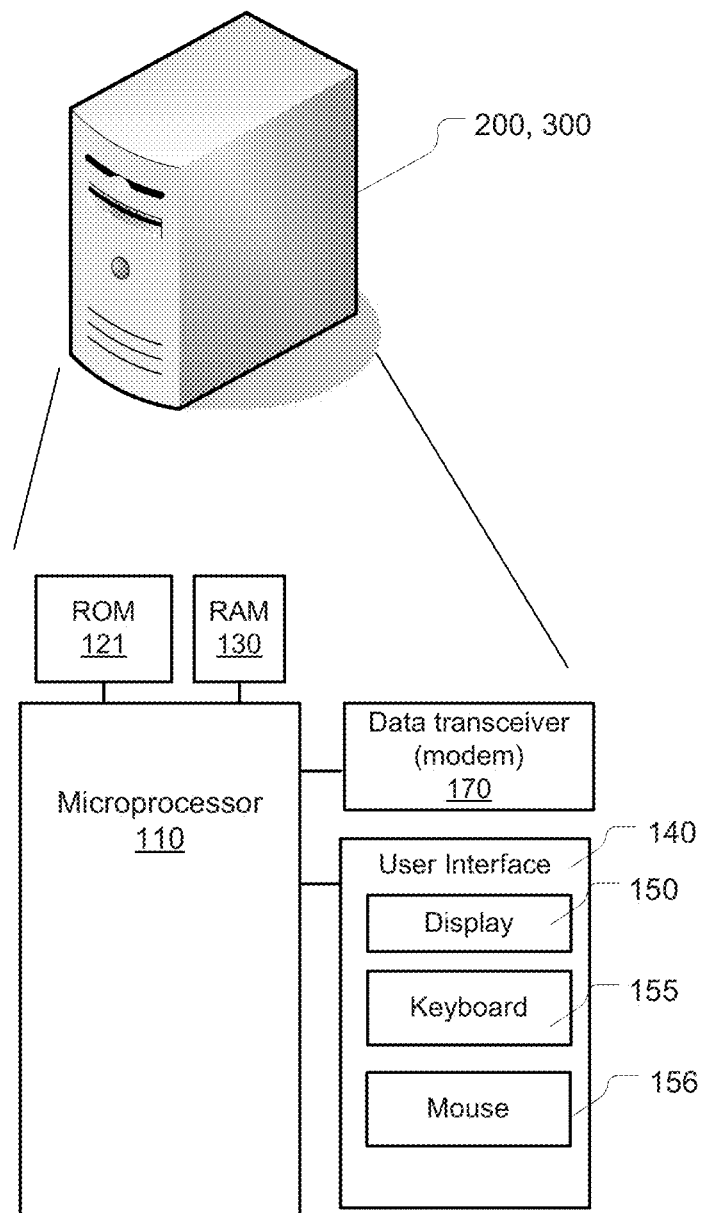 200, 300
ROM
121
RAM
130
Microprocessor
110
Data transceiver
(modem)
170
User Interface
140
150
Display
155
Keyboard
156
Mouse